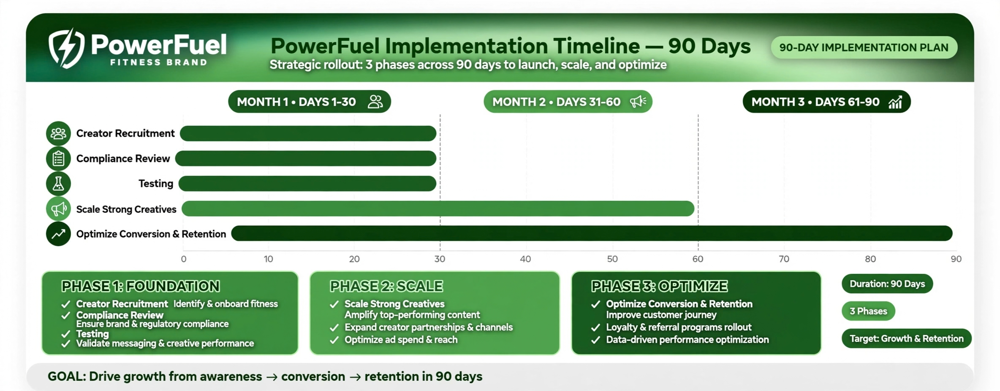 PowerFuel
FITNESS BRAND
PowerFuel Implementation Timeline — 90 Days
Strategic rollout: 3 phases across 90 days to launch, scale, and optimize
90-DAY IMPLEMENTATION PLAN
MONTH 1 • DAYS 1-30
MONTH 2 • DAYS 31-60
MONTH 3 • DAYS 61-90
Creator Recruitment
Compliance Review
Testing
Scale Strong Creatives
Optimize Conversion & Retention
0 10 20 30 40 50 60 70 80 90
PHASE 1: FOUNDATION
✓ Creator Recruitment Identify & onboard fitness
✓ Compliance Review
Ensure brand & regulatory compliance
✓ Testing
✓ Validate messaging & creative performance
PHASE 2: SCALE
✓ Scale Strong Creatives
Amplify top-performing content
✓ Expand creator partnerships & channels
✓ Optimize ad spend & reach
PHASE 3: OPTIMIZE
✓ Optimize Conversion & Retention
Improve customer journey
✓ Loyalty & referral programs rollout
✓ Data-driven performance optimization
Duration: 90 Days
3 Phases
Target: Growth & Retention
GOAL: Drive growth from awareness → conversion → retention in 90 days